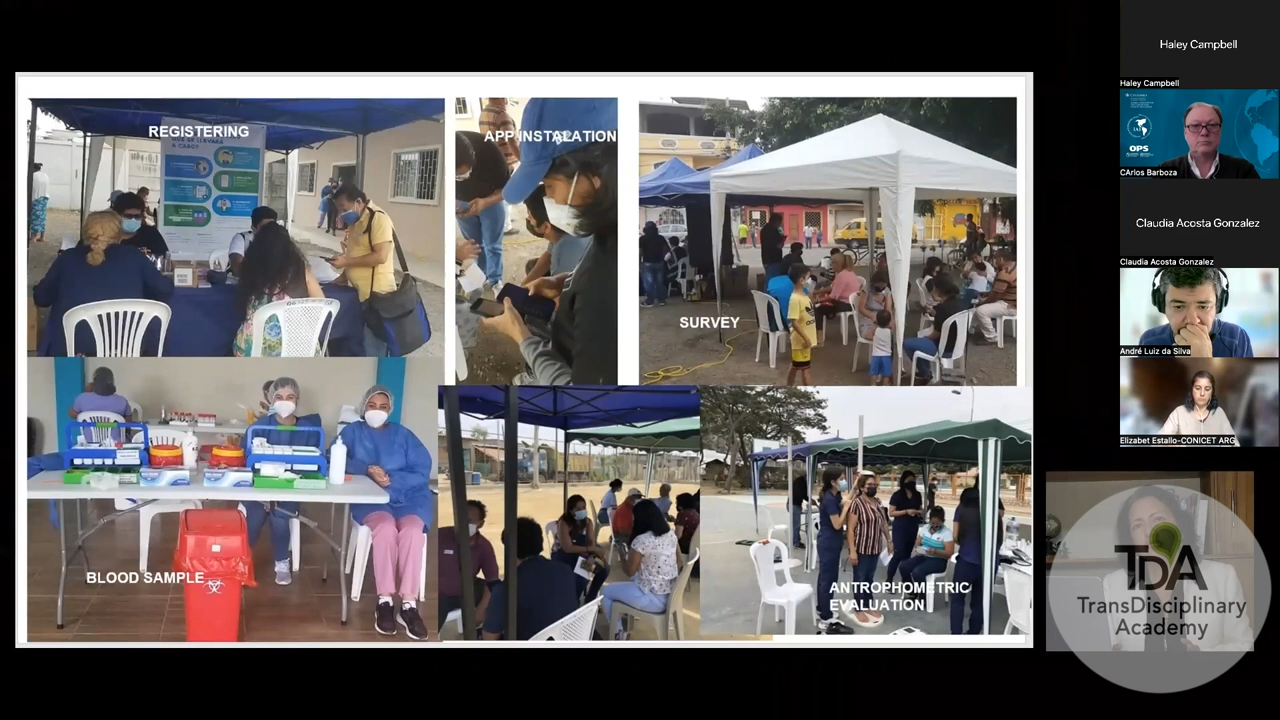 REGISTERING
APP INSTALATION
SURVEY
BLOOD SAMPLE
ANTROPHOMETRIC
EVALUATION
Haley Campbell
Haley Campbell
OPS
CArlos Barboza
Claudia Acosta Gonzalez
Claudia Acosta Gonzalez
André Luiz da Silva
Elizabet Estallo-CONICET ARG
TDA
TransDisciplinary
Academy